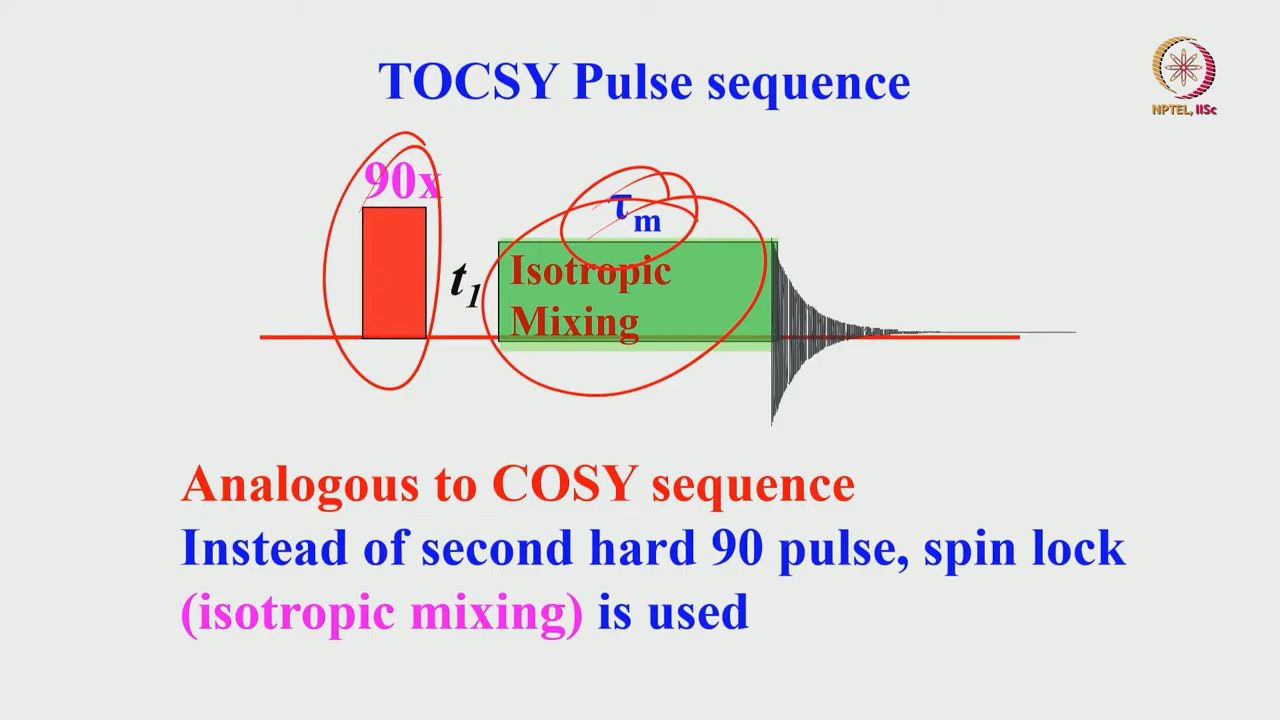 TOCSY Pulse sequence
NPTEL, IISc
90x
τm
t1
Isotropic
Mixing
Analogous to COSY sequence
Instead of second hard 90 pulse, spin lock
(isotropic mixing) is used